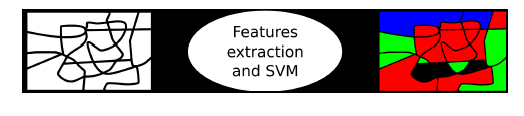 Features
extraction
and SVM